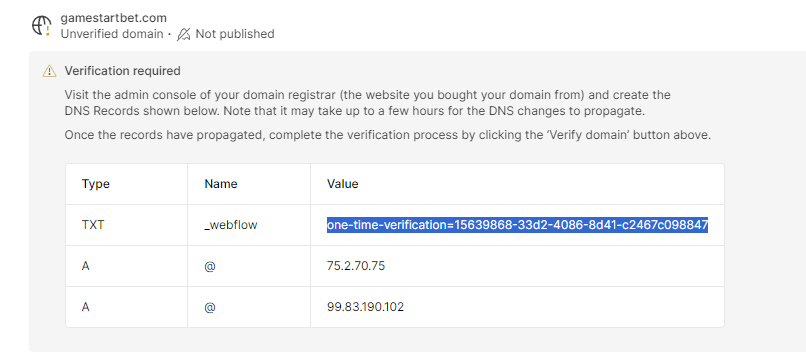 gamestartbet.com
Unverified domain · Not published
Verification required
Visit the admin console of your domain registrar (the website you bought your domain from) and create the
DNS Records shown below. Note that it may take up to a few hours for the DNS changes to propagate.
Once the records have propagated, complete the verification process by clicking the ‘Verify domain’ button above.
Type Name Value
TXT _webflow one-time-verification=15639868-33d2-4086-8d41-c2467c098847
A @ 75.2.70.75
A @ 99.83.190.102